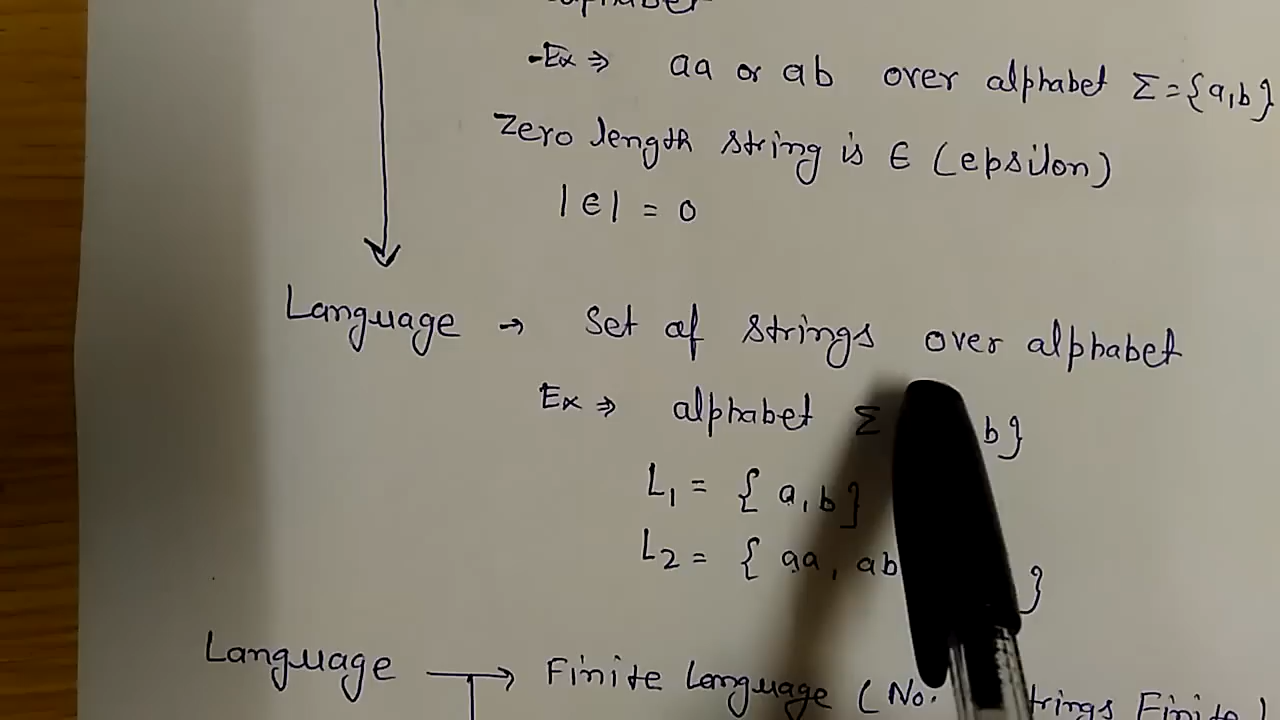 -Ex ⇒ aa or ab over alphabet Σ={a,b}
Zero length string is ϵ (epsilon)
|ϵ| = 0
Language → Set of strings over alphabet
Ex ⇒ alphabet Σ b}
L1 = { a, b}
L2 = { aa, ab }
Language → Finite Language (No. trings Finite)